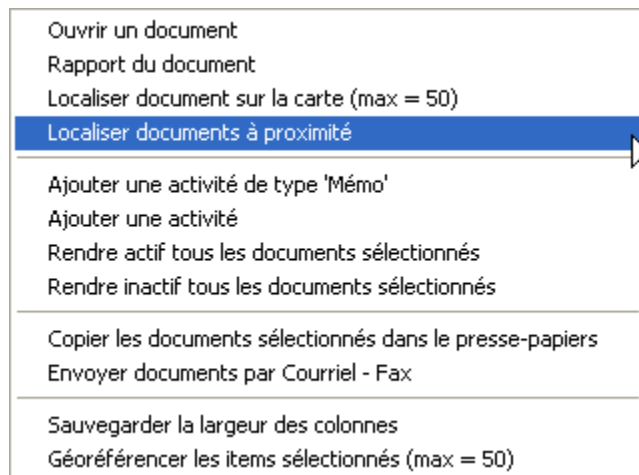 Ouvrir un document
Rapport du document
Localiser document sur la carte (max = 50)
Localiser documents à proximité
Ajouter une activité de type 'Mémo'
Ajouter une activité
Rendre actif tous les documents sélectionnés
Rendre inactif tous les documents sélectionnés
Copier les documents sélectionnés dans le presse-papiers
Envoyer documents par Courriel - Fax
Sauvegarder la largeur des colonnes
Géoréférencer les items sélectionnés (max = 50)